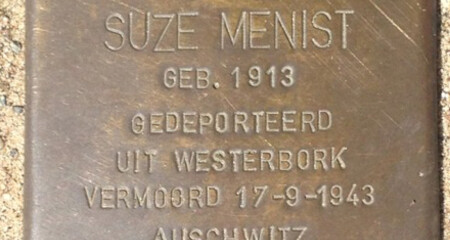 SUZE MENIST
GEB. 1913
GEDEPORTEERD
UIT WESTERBORK
VERMOORD 17-9-1943
AUSCHWITZ